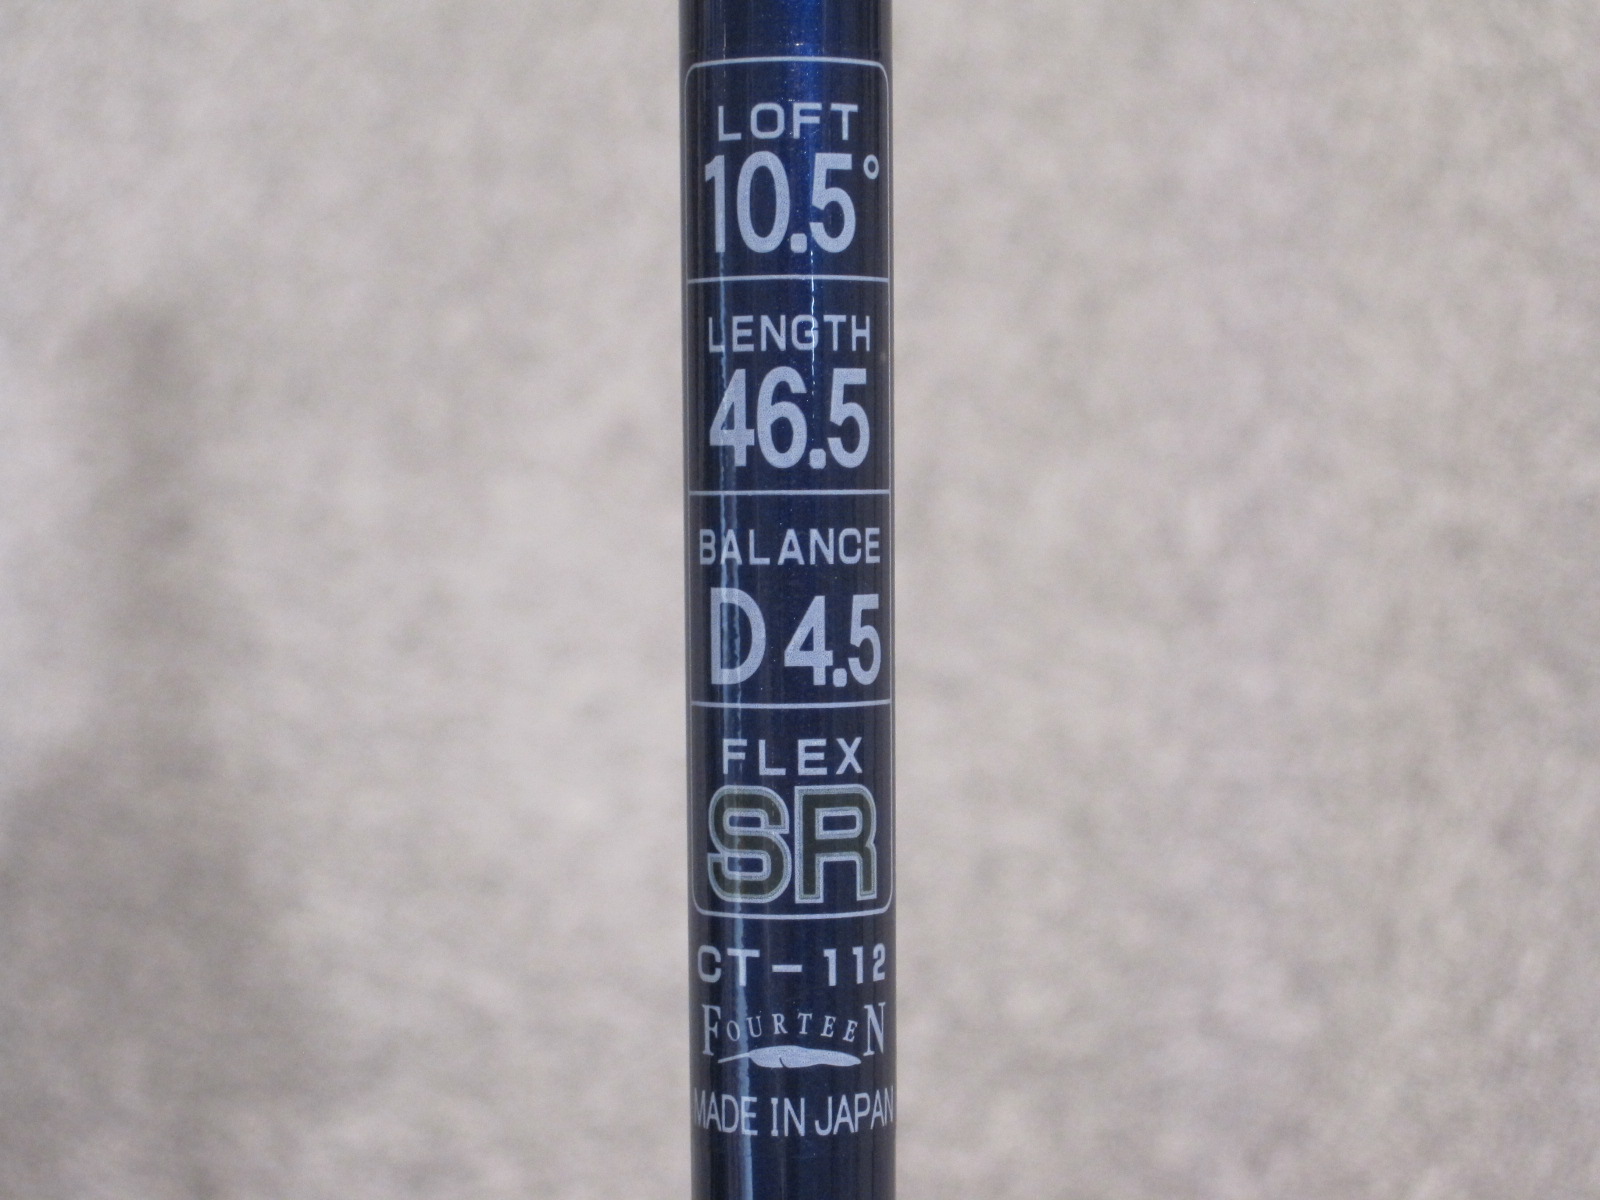 LOFT
10.5°
LENGTH
46.5
BALANCE
D 4.5
FLEX
SR
CT-112
FOURTEEN
MADE IN JAPAN